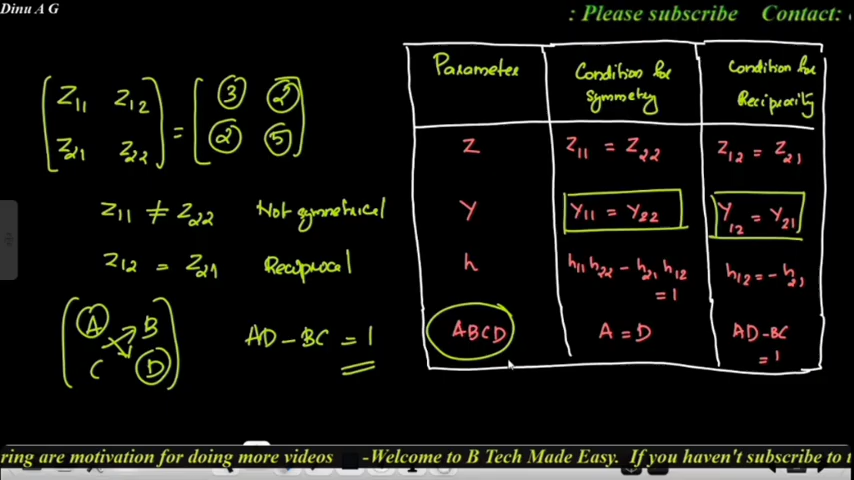 Dinu A G
: Please subscribe Contact:
Z11 Z12 = 3 2
Z21 Z22 2 5
Z11 ≠ Z22 Not symmetrical
Z12 = Z21 Reciprocal
A B
C D
AD - BC = 1
Parameter Condition for Symmetry Condition for Reciprocity
Z Z11 = Z22 Z12 = Z21
Y Y11 = Y22 Y12 = Y21
h h11 h22 - h21 h12 = 1 h12 = - h21
ABCD A = D AD - BC = 1
ring are motivation for doing more videos -Welcome to B Tech Made Easy. If you haven't subscribe to